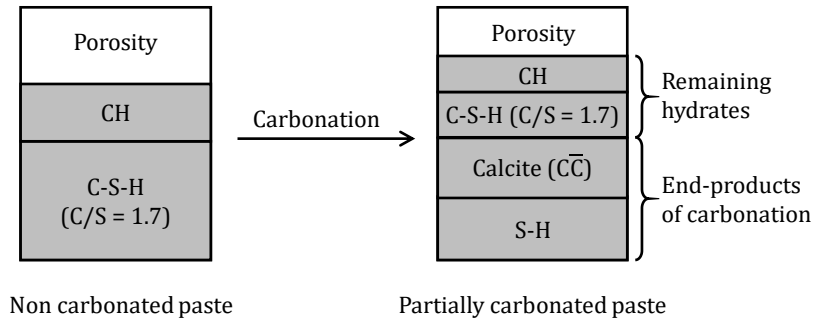 Porosity
CH
C-S-H
(C/S = 1.7)
Non carbonated paste
Carbonation
Porosity
CH
C-S-H (C/S = 1.7)
Calcite (CC̅)
S-H
Partially carbonated paste
Remaining
hydrates
End-products
of carbonation